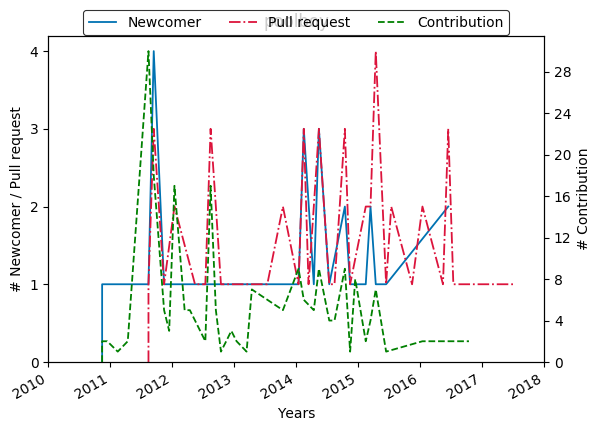 Newcomer Pull request Contribution
4
3
2
1
0
28
24
20
16
12
8
4
0
# Newcomer / Pull request
# Contribution
2010 2011 2012 2013 2014 2015 2016 2017 2018
Years